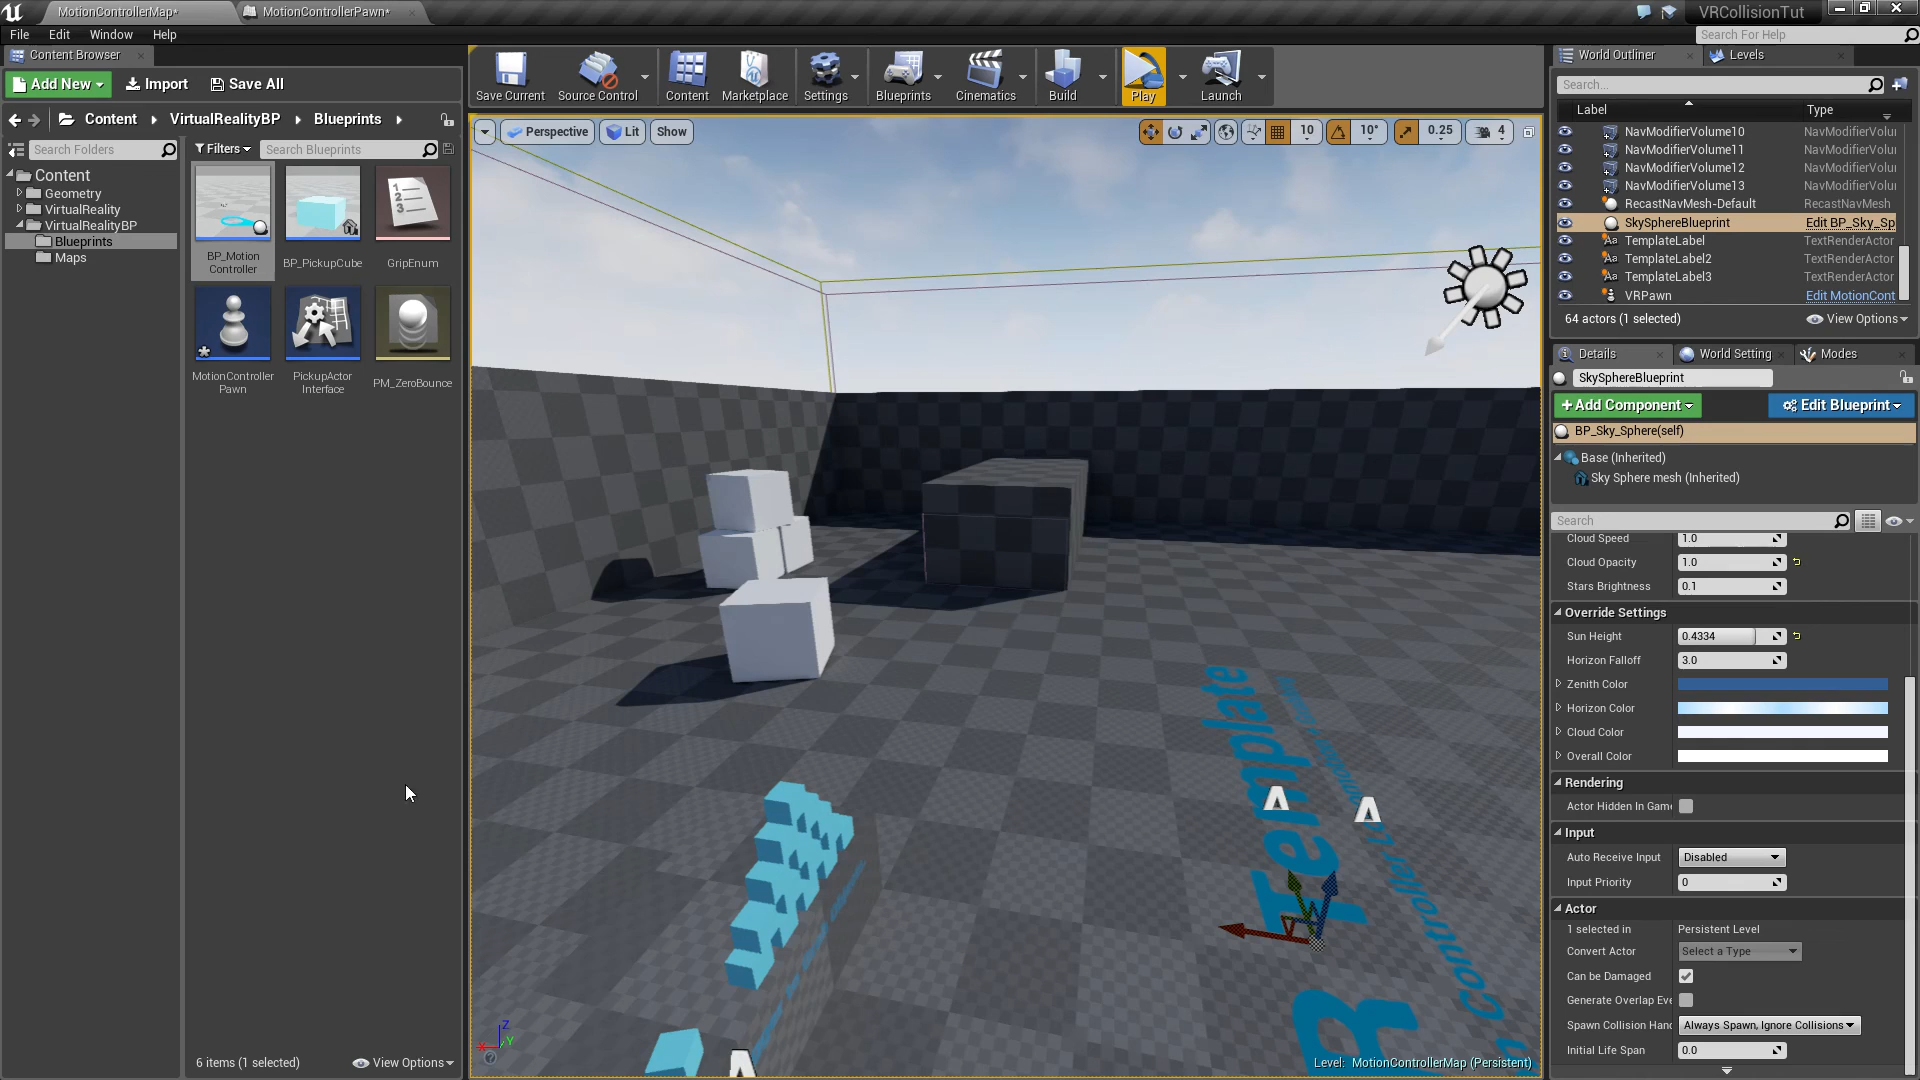 MotionControllerMap*
MotionControllerPawn*
VRCollisionTut
File Edit Window Help
Search For Help
Content Browser
Add New
Import
Save All
Content
VirtualRealityBP
Blueprints
Search Folders
Filters
Search Blueprints
Content
Geometry
VirtualReality
VirtualRealityBP
Blueprints
Maps
BP_Motion
Controller
BP_PickupCube
GripEnum
MotionController
Pawn
PickupActor
Interface
PM_ZeroBounce
6 items (1 selected)
View Options
Save Current
Source Control
Content
Marketplace
Settings
Blueprints
Cinematics
Build
Play
Launch
Perspective
Lit
Show
10
10°
0.25
4
Template
Level: MotionControllerMap (Persistent)
World Outliner
Levels
Search...
Label
Type
NavModifierVolume10 NavModifierVolu
NavModifierVolume11 NavModifierVolu
NavModifierVolume12 NavModifierVolu
NavModifierVolume13 NavModifierVolu
RecastNavMesh-Default RecastNavMesh
SkySphereBlueprint Edit BP_Sky_Sp
TemplateLabel TextRenderActor
TemplateLabel2 TextRenderActor
TemplateLabel3 TextRenderActor
VRPawn Edit MotionCont
64 actors (1 selected)
View Options
Details
World Setting
Modes
SkySphereBlueprint
+Add Component
Edit Blueprint
BP_Sky_Sphere(self)
Base (Inherited)
Sky Sphere mesh (Inherited)
Search
Cloud Speed 1.0
Cloud Opacity 1.0
Stars Brightness 0.1
Override Settings
Sun Height 0.4334
Horizon Falloff 3.0
Zenith Color
Horizon Color
Cloud Color
Overall Color
Rendering
Actor Hidden In Game
Input
Auto Receive Input Disabled
Input Priority 0
Actor
1 selected in Persistent Level
Convert Actor Select a Type
Can be Damaged
Generate Overlap Eve
Spawn Collision Hand Always Spawn, Ignore Collisions
Initial Life Span 0.0